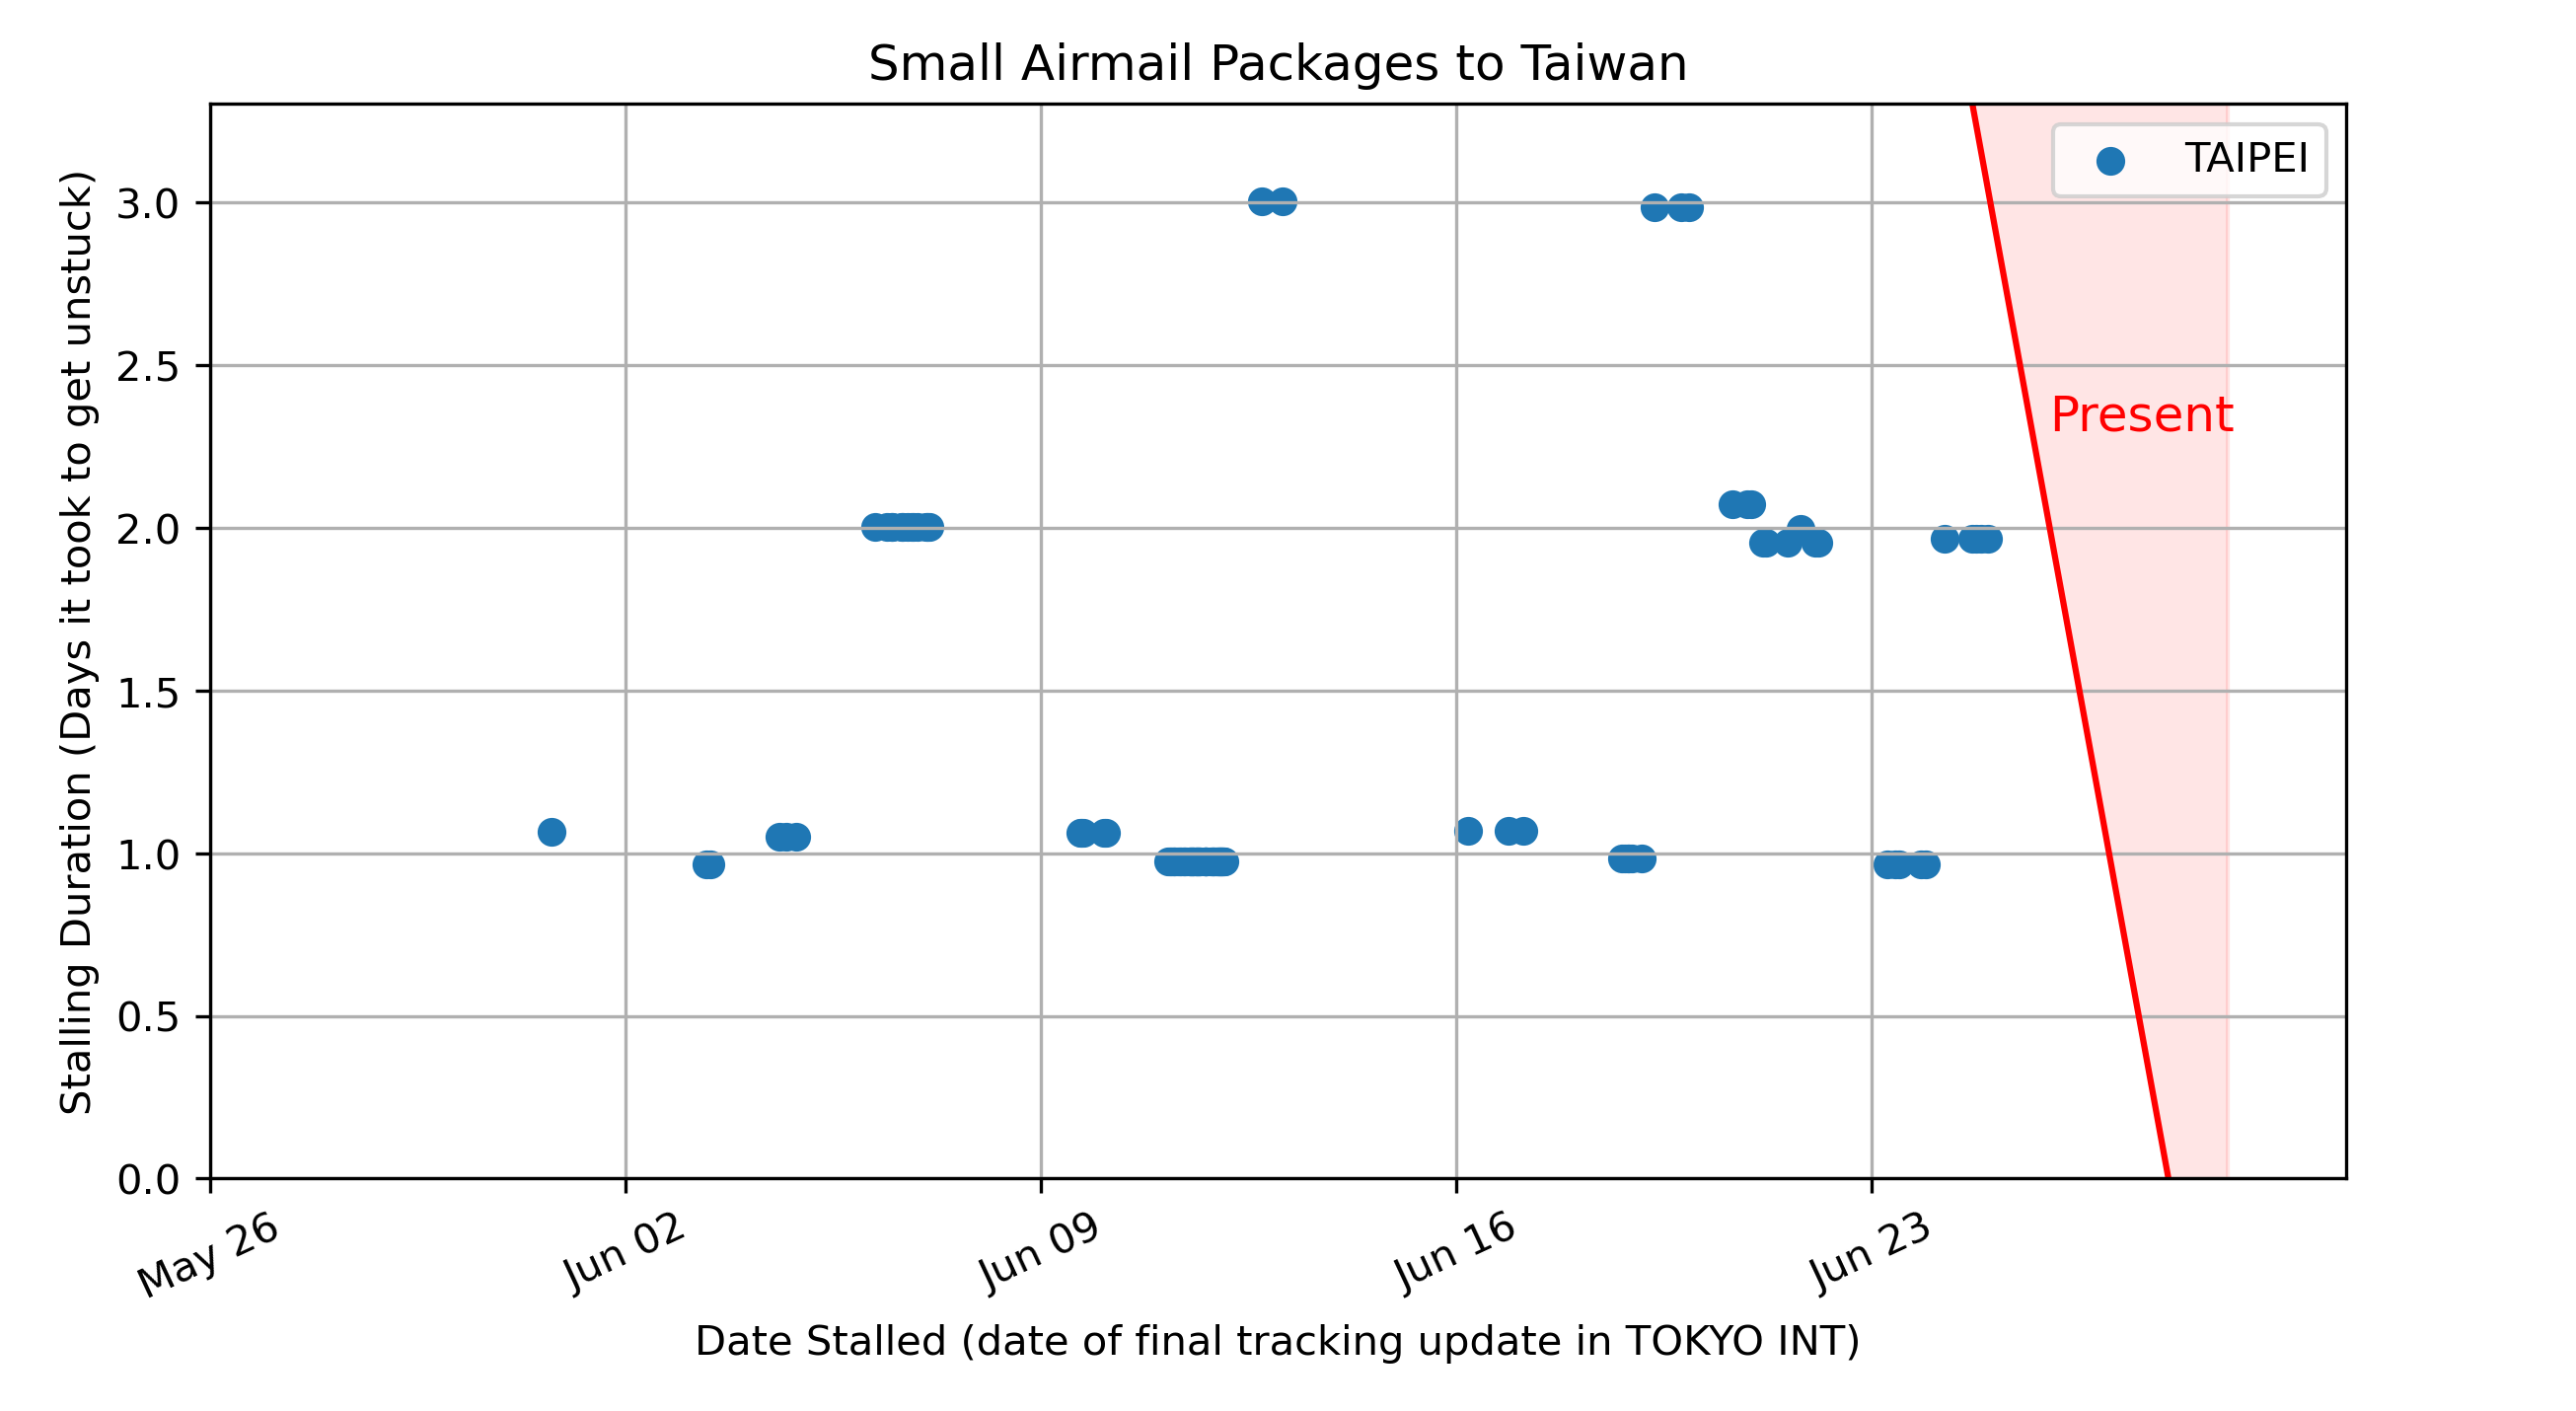 Small Airmail Packages to Taiwan
TAIPEI
Present
Stalling Duration (Days it took to get unstuck)
3.0
2.5
2.0
1.5
1.0
0.5
0.0
May 26
Jun 02
Jun 09
Jun 16
Jun 23
Date Stalled (date of final tracking update in TOKYO INT)